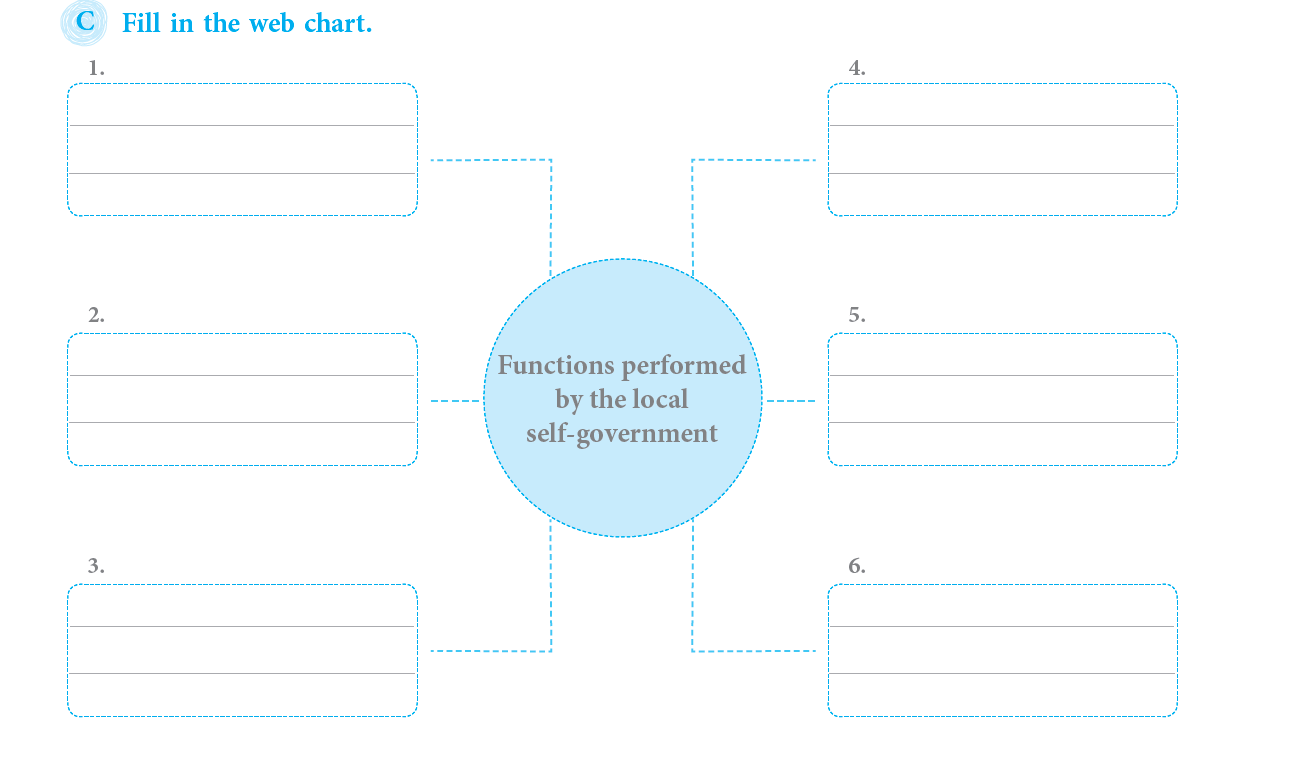 C Fill in the web chart.
1.
4.
2.
5.
Functions performed
by the local
self-government
3.
6.